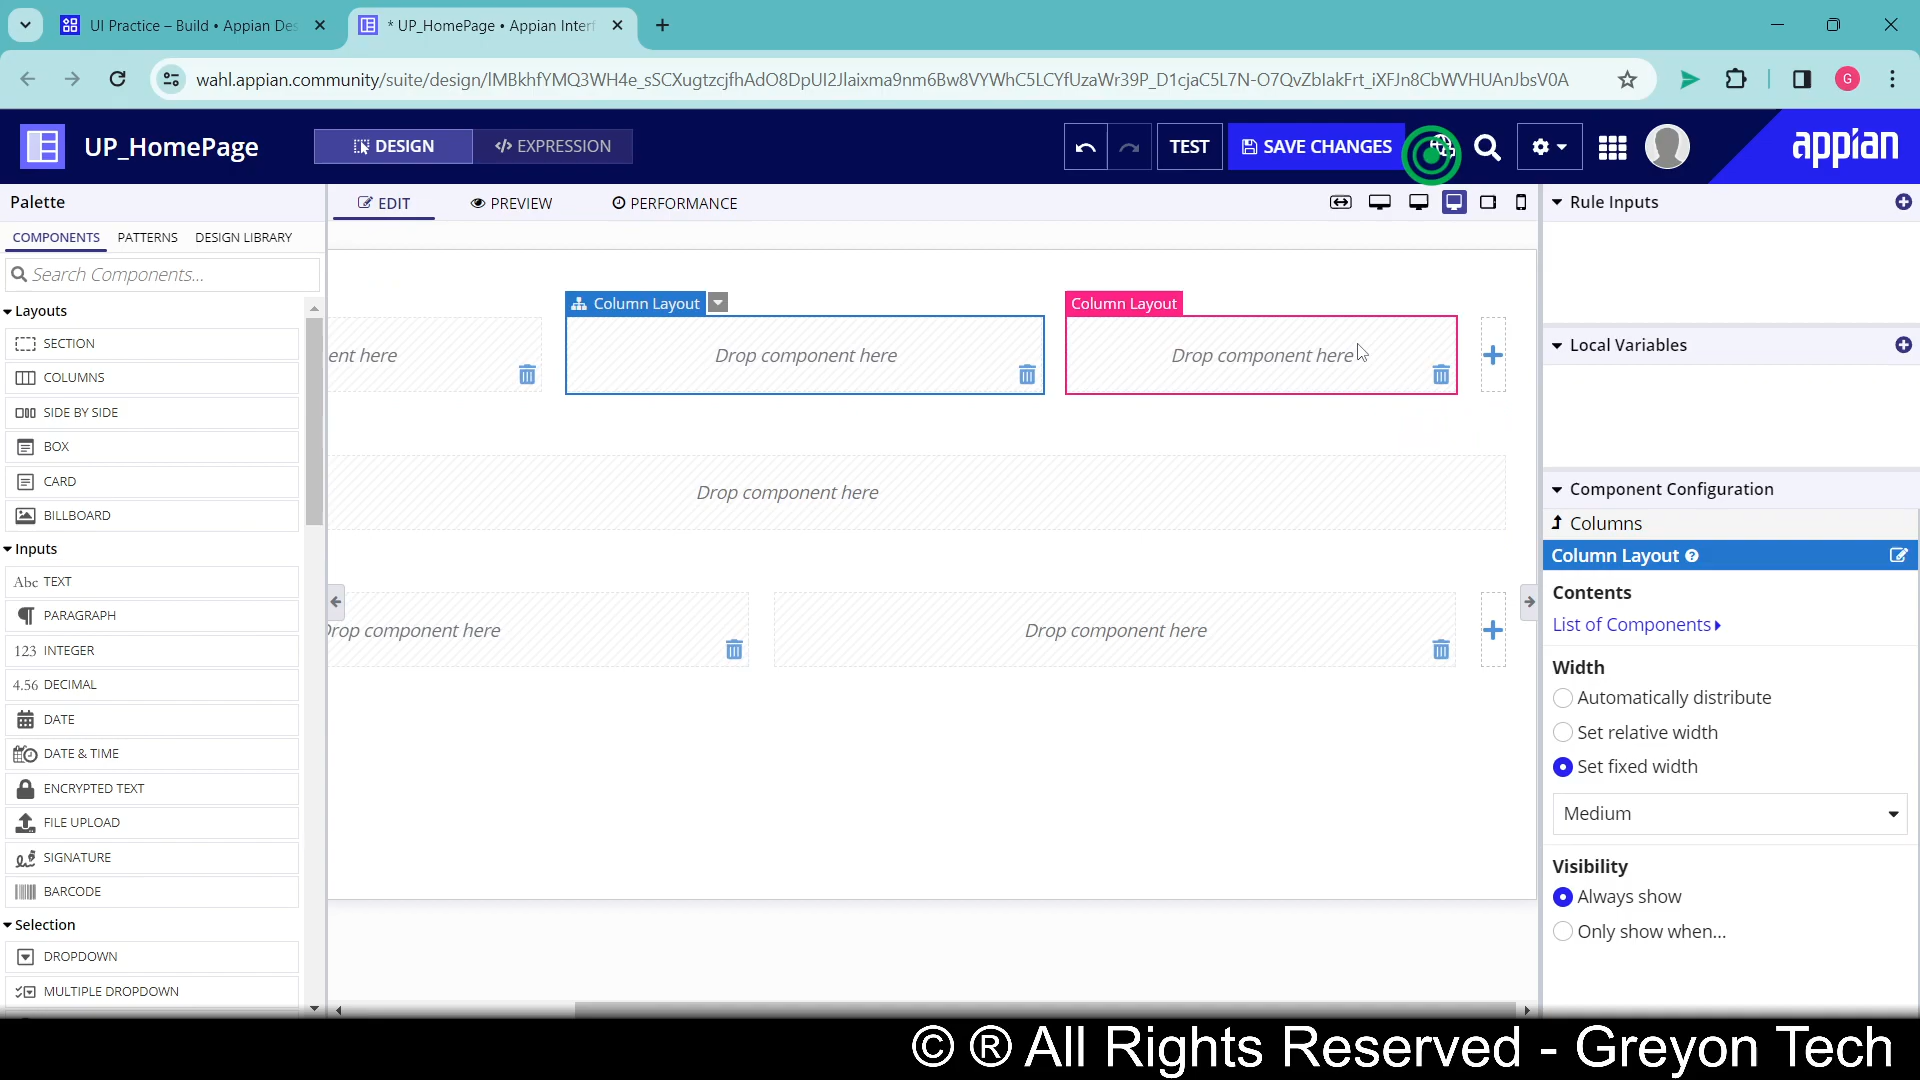 UI Practice – Build • Appian Des
* UP_HomePage • Appian Interf
wahl.appian.community/suite/design/lMBkhfYMQ3WH4e_sSCXugtzcjfhAdO8DpUI2Jlaixma9nm6Bw8VYWhC5LCYfUzaWr39P_D1cjaC5L7N-O7QvZbIakFrt_iXFJn8CbWVHUAnJbsV0A
G
UP_HomePage
DESIGN
</> EXPRESSION
TEST
SAVE CHANGES
appian
Palette
EDIT
PREVIEW
PERFORMANCE
Rule Inputs
COMPONENTS
PATTERNS
DESIGN LIBRARY
Search Components...
Layouts
SECTION
COLUMNS
SIDE BY SIDE
BOX
CARD
BILLBOARD
Inputs
Abc TEXT
PARAGRAPH
123 INTEGER
4.56 DECIMAL
DATE
DATE & TIME
ENCRYPTED TEXT
FILE UPLOAD
SIGNATURE
BARCODE
Selection
DROPDOWN
MULTIPLE DROPDOWN
Column Layout
Column Layout
ent here
Drop component here
Drop component here
Drop component here
Drop component here
Drop component here
Local Variables
Component Configuration
Columns
Column Layout
Contents
List of Components
Width
Automatically distribute
Set relative width
Set fixed width
Medium
Visibility
Always show
Only show when...
© ® All Rights Reserved - Greyon Tech